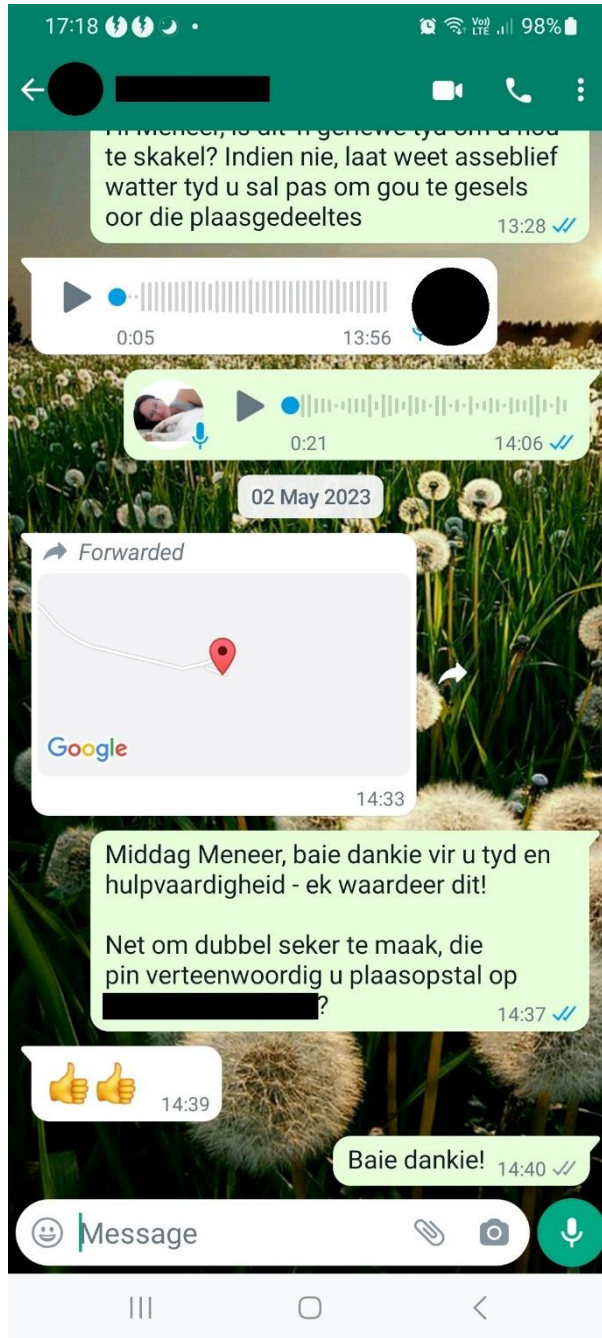 17:18
Vo))
LTE
98%
te skakel? Indien nie, laat weet asseblief
watter tyd u sal pas om gou te gesels
oor die plaasgedeeltes
13:28
0:05
13:56
0:21
14:06
02 May 2023
Forwarded
Google
14:33
Middag Meneer, baie dankie vir u tyd en
hulpvaardigheid - ek waardeer dit!
Net om dubbel seker te maak, die
pin verteenwoordig u plaasopstal op
?
14:37
14:39
Baie dankie!
14:40
Message